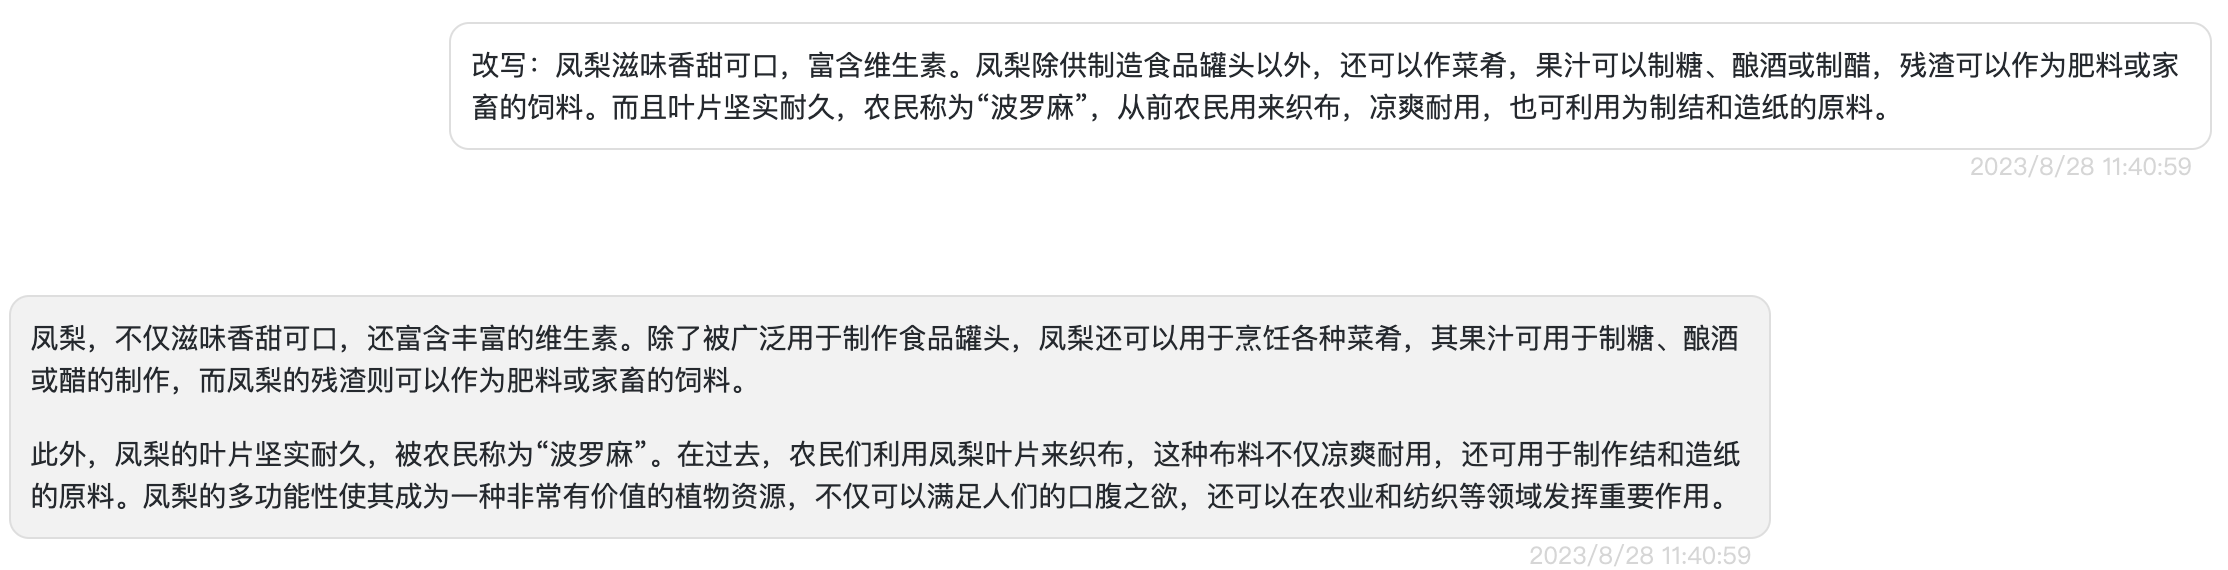 改写：凤梨滋味香甜可口，富含维生素。凤梨除供制造食品罐头以外，还可以作菜肴，果汁可以制糖、酿酒或制醋，残渣可以作为肥料或家
畜的饲料。而且叶片坚实耐久，农民称为“波罗麻”，从前农民用来织布，凉爽耐用，也可利用为制结和造纸的原料。
2023/8/28 11:40:59
凤梨，不仅滋味香甜可口，还富含丰富的维生素。除了被广泛用于制作食品罐头，凤梨还可以用于烹饪各种菜肴，其果汁可用于制糖、酿酒
或醋的制作，而凤梨的残渣则可以作为肥料或家畜的饲料。
此外，凤梨的叶片坚实耐久，被农民称为“波罗麻”。在过去，农民们利用凤梨叶片来织布，这种布料不仅凉爽耐用，还可用于制作结和造纸
的原料。凤梨的多功能性使其成为一种非常有价值的植物资源，不仅可以满足人们的口腹之欲，还可以在农业和纺织等领域发挥重要作用。
2023/8/28 11:40:59